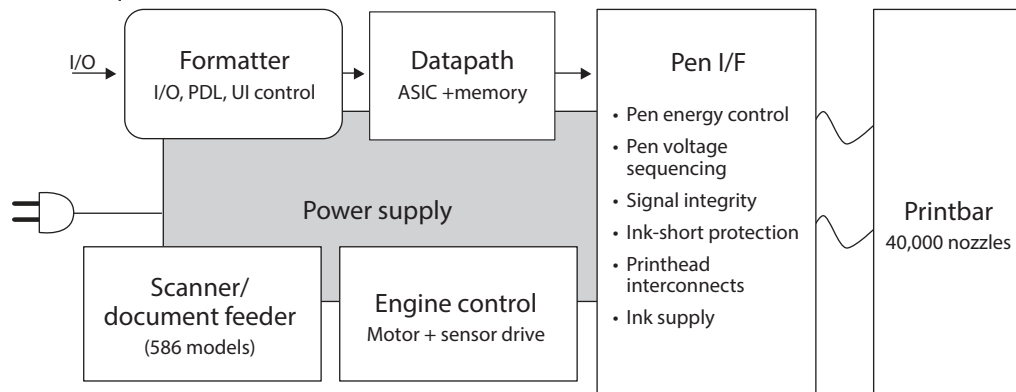 I/O
Formatter
I/O, PDL, UI control
Datapath
ASIC +memory
Pen I/F
• Pen energy control
• Pen voltage
sequencing
• Signal integrity
• Ink-short protection
• Printhead
interconnects
• Ink supply
Printbar
40,000 nozzles
Power supply
Scanner/
document feeder
(586 models)
Engine control
Motor + sensor drive